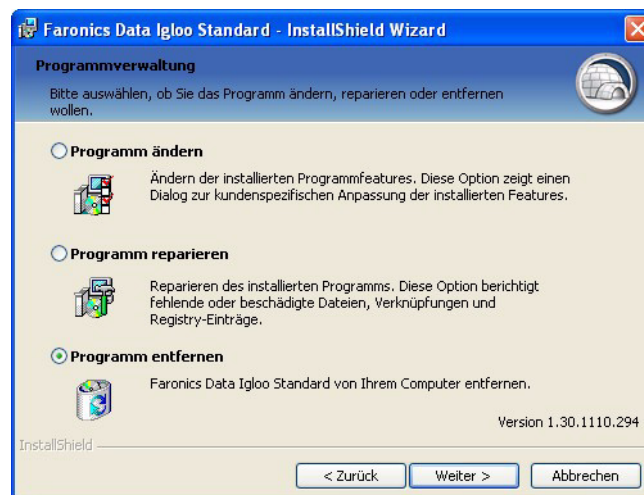 Faronics Data Igloo Standard - InstallShield Wizard
Programmverwaltung
Bitte auswählen, ob Sie das Programm ändern, reparieren oder entfernen
wollen.
Programm ändern
Ändern der installierten Programmfeatures. Diese Option zeigt einen
Dialog zur kundenspezifischen Anpassung der installierten Features.
Programm reparieren
Reparieren des installierten Programms. Diese Option berichtigt
fehlende oder beschädigte Dateien, Verknüpfungen und
Registry-Einträge.
Programm entfernen
Faronics Data Igloo Standard von Ihrem Computer entfernen.
Version 1.30.1110.294
InstallShield
< Zurück
Weiter >
Abbrechen